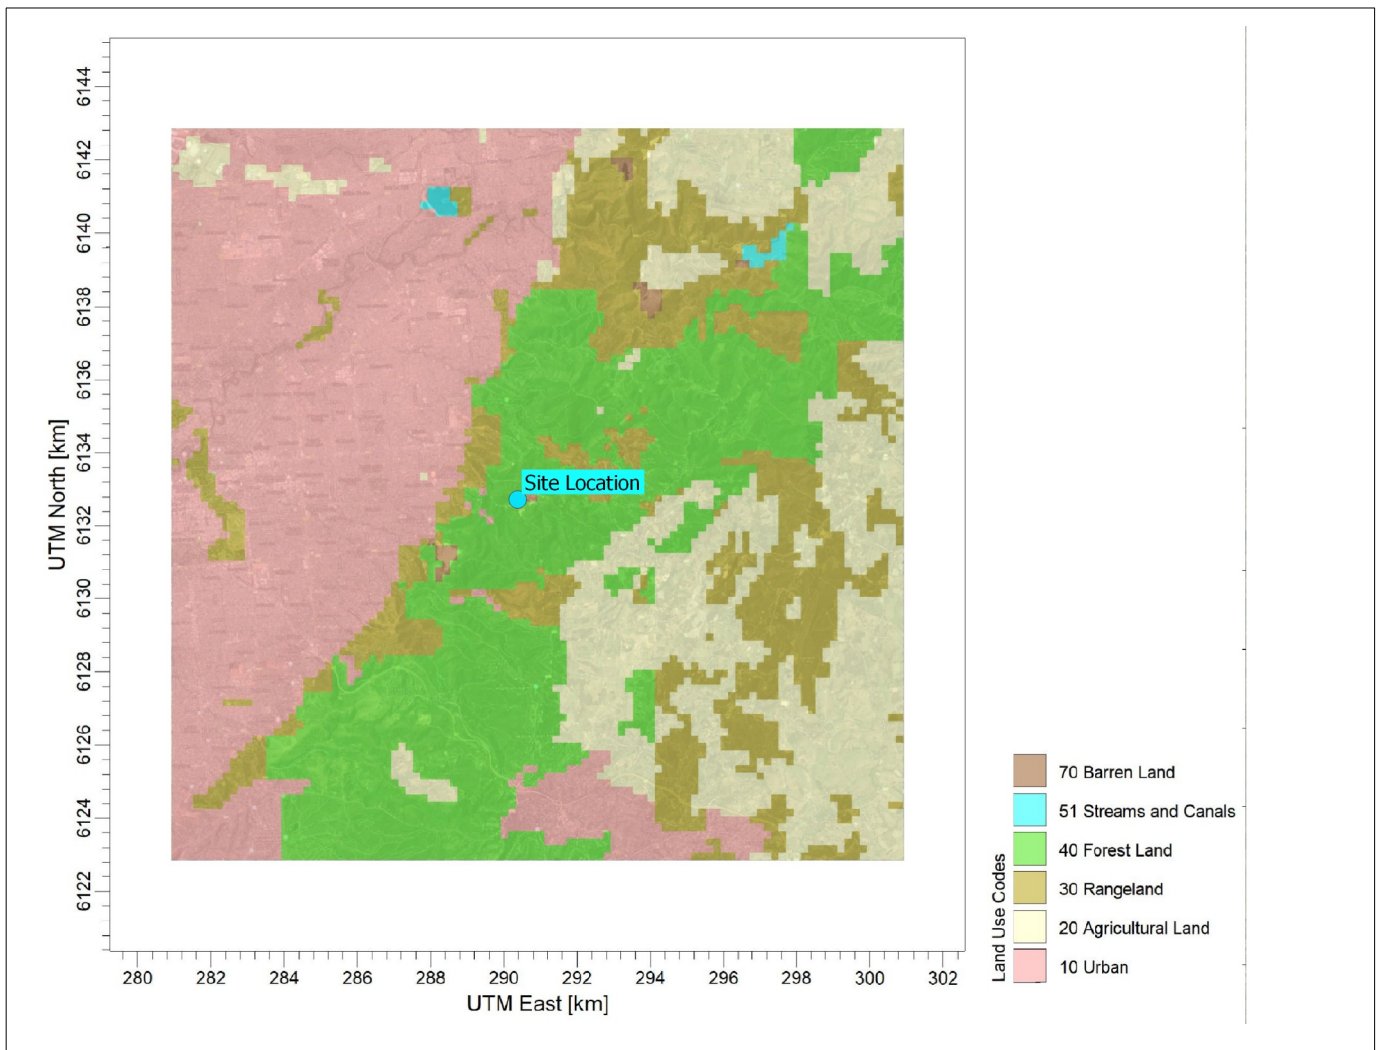 6144
6142
6140
6138
6136
6134
6132
6130
6128
6126
6124
6122
UTM North [km]
Site Location
280 282 284 286 288 290 292 294 296 298 300 302
UTM East [km]
Land Use Codes
70 Barren Land
51 Streams and Canals
40 Forest Land
30 Rangeland
20 Agricultural Land
10 Urban